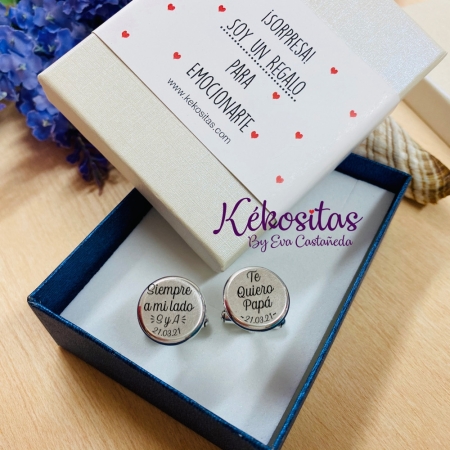 ¡SORPRESA!
SOY UN REGALO
PARA
EMOCIONARTE
www.kekositas.com
Kékositas
By Eva Castañeda
Siempre
a mi lado
S y A
21.03.21
Te
Quiero
Papá
-21.03.21-